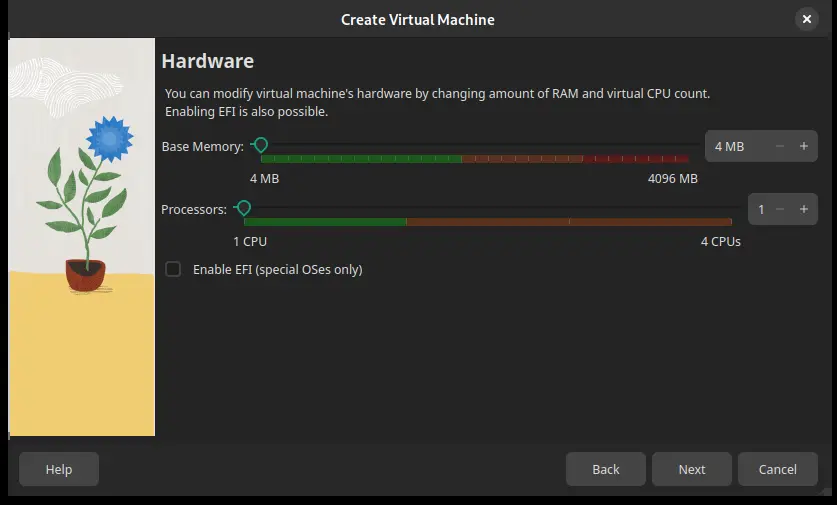 Create Virtual Machine
Hardware
You can modify virtual machine's hardware by changing amount of RAM and virtual CPU count.
Enabling EFI is also possible.
Base Memory:
4 MB
4 MB
4096 MB
Processors:
1
1 CPU
4 CPUs
Enable EFI (special OSes only)
Help
Back
Next
Cancel